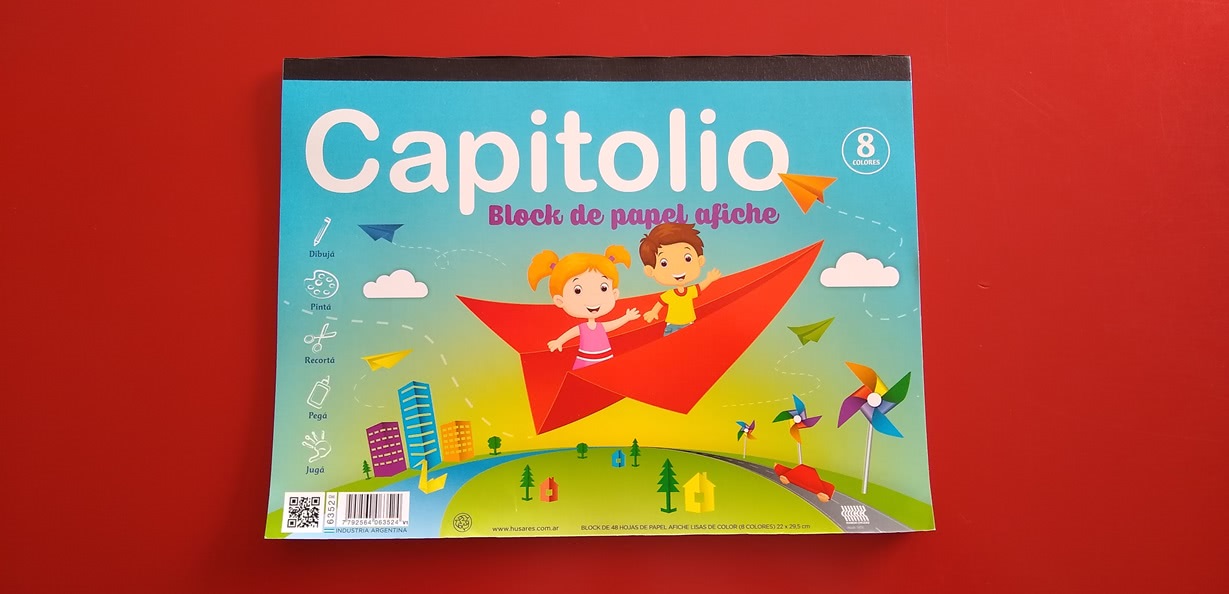 Capitolio
8
COLORES
Block de papel afiche
Dibujá
Pintá
Recortá
Pegá
Jugá
6352
7 792564 063524
INDUSTRIA ARGENTINA
www.husares.com.ar
BLOCK DE 48 HOJAS DE PAPEL AFICHE LISAS DE COLOR (8 COLORES) 22 x 29,5 cm